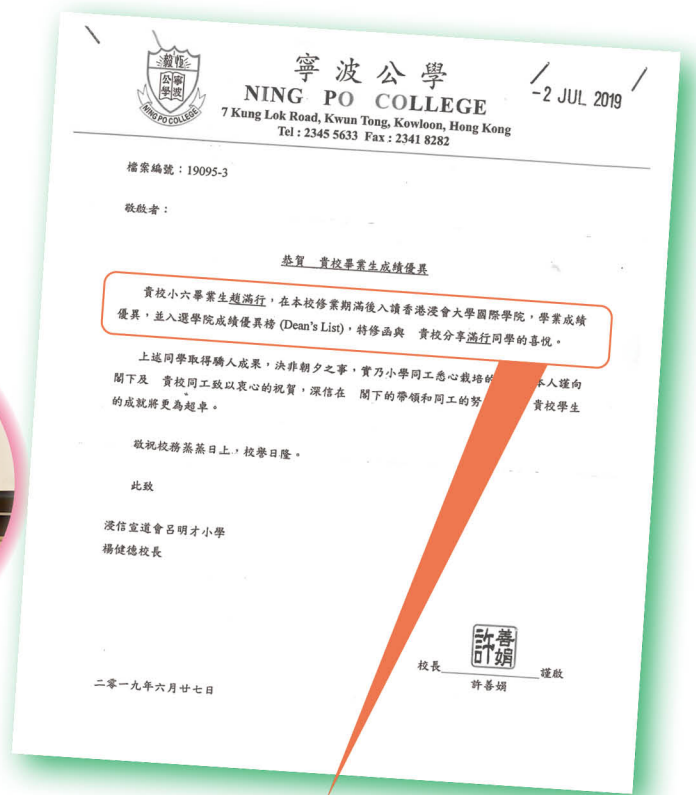 毅恆
公寧
學波
NING PO COLLEGE
寧波公學
NING PO COLLEGE
7 Kung Lok Road, Kwun Tong, Kowloon, Hong Kong
Tel : 2345 5633 Fax : 2341 8282
-2 JUL 2019
檔案編號：19095-3
敬啟者：
恭賀 貴校畢業生成績優異
貴校小六畢業生趙滿行，在本校修業期滿後入讀香港浸會大學國際學院，學業成績
優異，並入選學院成績優異榜 (Dean's List)，特修函與 貴校分享滿行同學的喜悅。
上述同學取得驕人成果，決非朝夕之事，實乃小學同工悉心栽培的 本人謹向
閣下及 貴校同工致以衷心的祝賀，深信在 閣下的帶領和同工的努 貴校學生
的成就將更為超卓。
敬祝校務蒸蒸日上，校譽日隆。
此致
浸信宣道會呂明才小學
楊健德校長
許善娟
校長 謹啟
許善娟
二零一九年六月廿七日